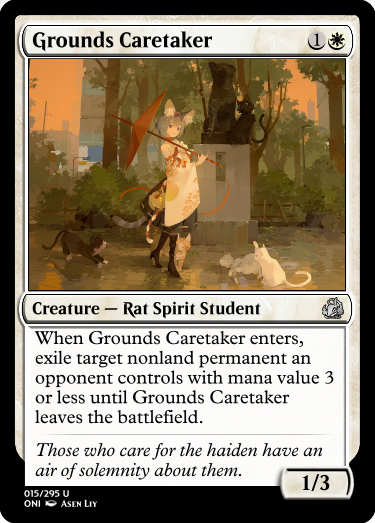 Grounds Caretaker 1
Creature — Rat Spirit Student
When Grounds Caretaker enters,
exile target nonland permanent an
opponent controls with mana value 3
or less until Grounds Caretaker
leaves the battlefield.
Those who care for the haiden have an
air of solemnity about them.
1/3
015/295 U
ONI Asen Liy